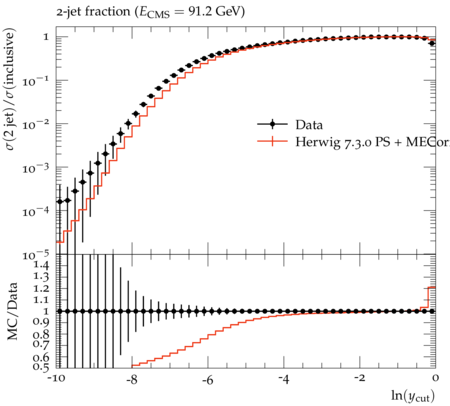 2-jet fraction (E_CMS = 91.2 GeV)
σ(2 jet)/σ(inclusive)
1
10⁻¹
10⁻²
10⁻³
10⁻⁴
10⁻⁵
Data
Herwig 7.3.0 PS + MECor
MC/Data
1.4
1.3
1.2
1.1
1
0.9
0.8
0.7
0.6
0.5
-10 -8 -6 -4 -2 0
ln(y_cut)